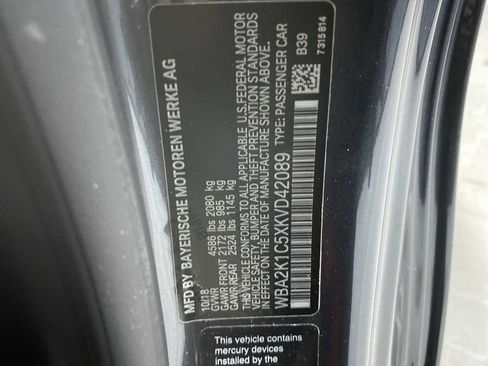 MFD BY BAYERISCHE MOTOREN WERKE AG
10/18
GVWR 4586 lbs 2080 kg
GAWR FRONT 2172 lbs 985 kg
GAWR REAR 2524 lbs 1145 kg
THIS VEHICLE CONFORMS TO ALL APPLICABLE U.S. FEDERAL MOTOR
VEHICLE SAFETY, BUMPER AND THEFT PREVENTION STANDARDS
IN EFFECT ON THE DATE OF MANUFACTURE SHOWN ABOVE.
WBA2K1C5XKVD42089 TYPE: PASSENGER CAR
B39
7315814
This vehicle contains
mercury devices
installed by the